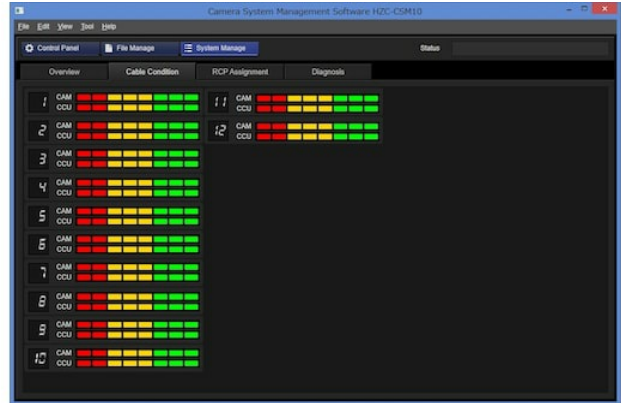 Camera System Management Software HZC-CSM10
File Edit View Tool Help
Control Panel File Manage System Manage Status
Overview Cable Condition RCP Assignment Diagnosis
1 CAM CCU
11 CAM CCU
2 CAM CCU
12 CAM CCU
3 CAM CCU
4 CAM CCU
5 CAM CCU
6 CAM CCU
7 CAM CCU
8 CAM CCU
9 CAM CCU
10 CAM CCU